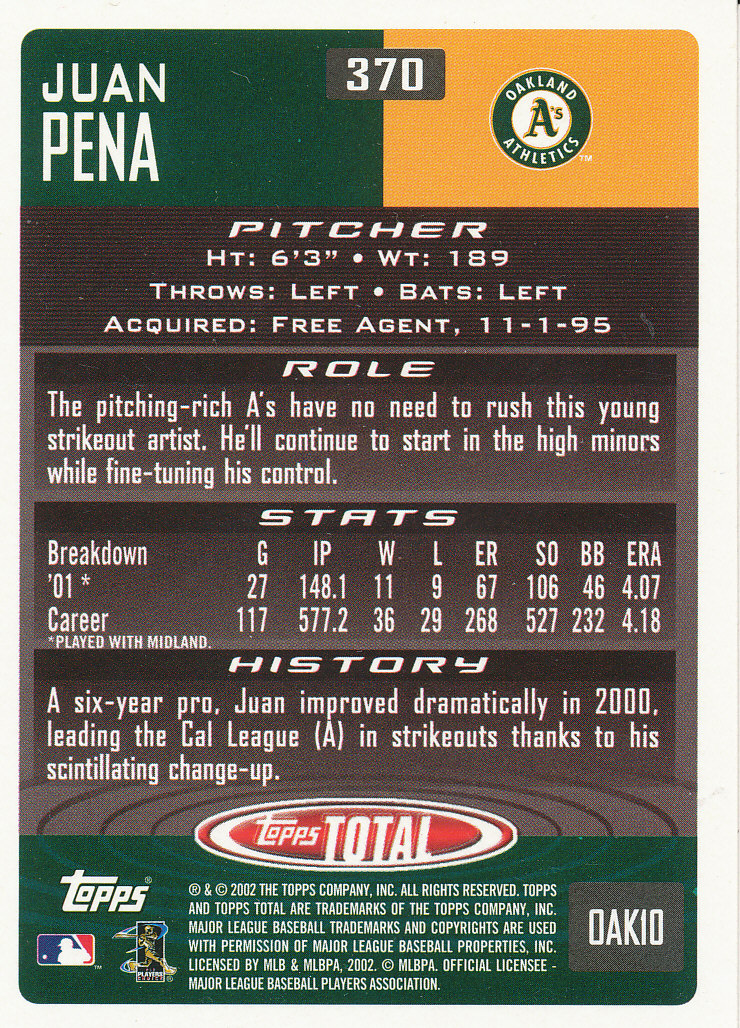 370
JUAN
PENA
OAKLAND
A's
ATHLETICS™
PITCHER
HT: 6'3" • WT: 189
THROWS: LEFT • BATS: LEFT
ACQUIRED: FREE AGENT, 11-1-95
ROLE
The pitching-rich A's have no need to rush this young
strikeout artist. He'll continue to start in the high minors
while fine-tuning his control.
STATS
Breakdown G IP W L ER SO BB ERA
'01 * 27 148.1 11 9 67 106 46 4.07
Career 117 577.2 36 29 268 527 232 4.18
*PLAYED WITH MIDLAND.
HISTORY
A six-year pro, Juan improved dramatically in 2000,
leading the Cal League (A) in strikeouts thanks to his
scintillating change-up.
Topps TOTAL
Topps®
® & © 2002 THE TOPPS COMPANY, INC. ALL RIGHTS RESERVED. TOPPS
AND TOPPS TOTAL ARE TRADEMARKS OF THE TOPPS COMPANY, INC.
MAJOR LEAGUE BASEBALL TRADEMARKS AND COPYRIGHTS ARE USED
WITH PERMISSION OF MAJOR LEAGUE BASEBALL PROPERTIES, INC.
LICENSED BY MLB & MLBPA, 2002. © MLBPA. OFFICIAL LICENSEE -
MAJOR LEAGUE BASEBALL PLAYERS ASSOCIATION.
PLAYERS
CHOICE
OAK10